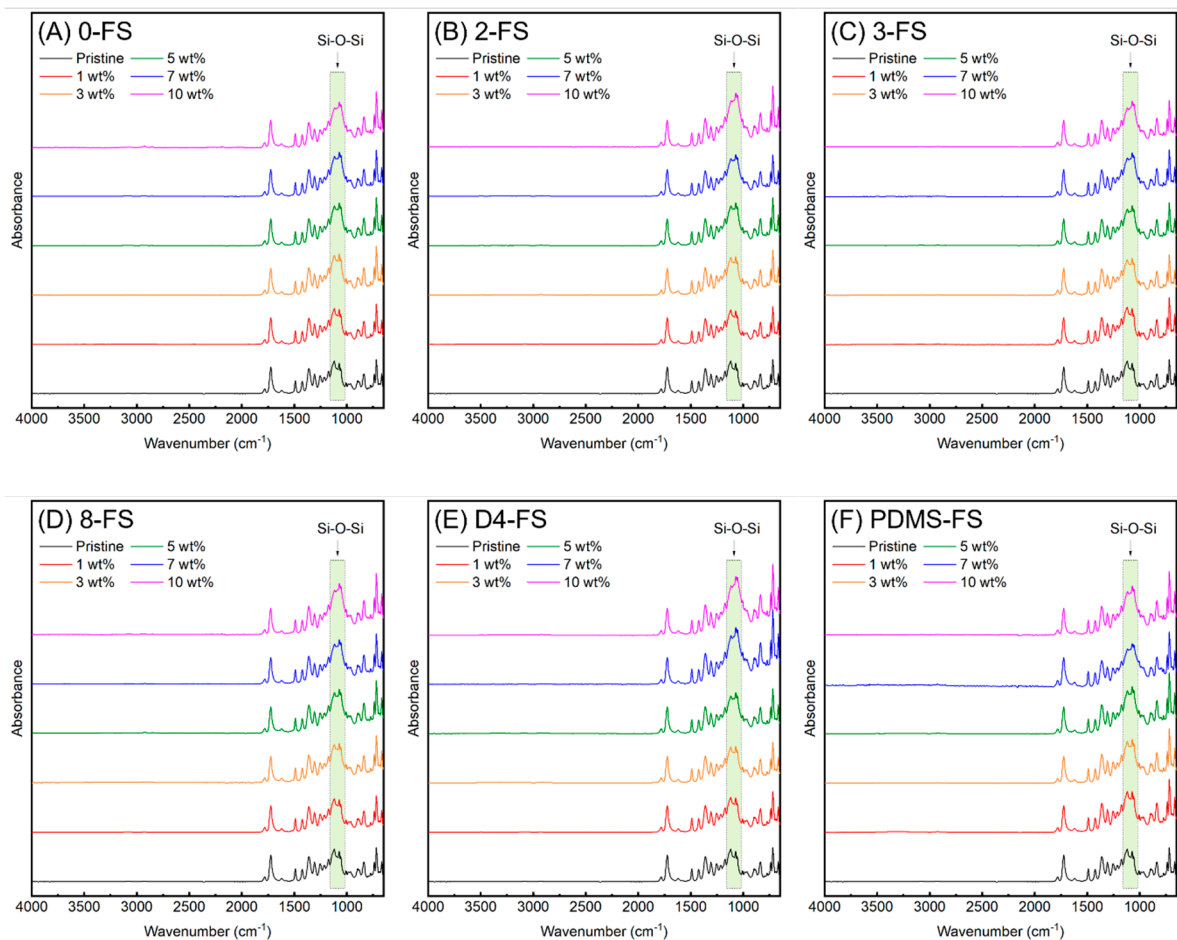 (A) 0-FS
Si-O-Si
Pristine 5 wt%
1 wt% 7 wt%
3 wt% 10 wt%
Absorbance
4000 3500 3000 2500 2000 1500 1000
Wavenumber (cm⁻¹)
(B) 2-FS
Si-O-Si
Pristine 5 wt%
1 wt% 7 wt%
3 wt% 10 wt%
Absorbance
4000 3500 3000 2500 2000 1500 1000
Wavenumber (cm⁻¹)
(C) 3-FS
Si-O-Si
Pristine 5 wt%
1 wt% 7 wt%
3 wt% 10 wt%
Absorbance
4000 3500 3000 2500 2000 1500 1000
Wavenumber (cm⁻¹)
(D) 8-FS
Si-O-Si
Pristine 5 wt%
1 wt% 7 wt%
3 wt% 10 wt%
Absorbance
4000 3500 3000 2500 2000 1500 1000
Wavenumber (cm⁻¹)
(E) D4-FS
Si-O-Si
Pristine 5 wt%
1 wt% 7 wt%
3 wt% 10 wt%
Absorbance
4000 3500 3000 2500 2000 1500 1000
Wavenumber (cm⁻¹)
(F) PDMS-FS
Si-O-Si
Pristine 5 wt%
1 wt% 7 wt%
3 wt% 10 wt%
Absorbance
4000 3500 3000 2500 2000 1500 1000
Wavenumber (cm⁻¹)